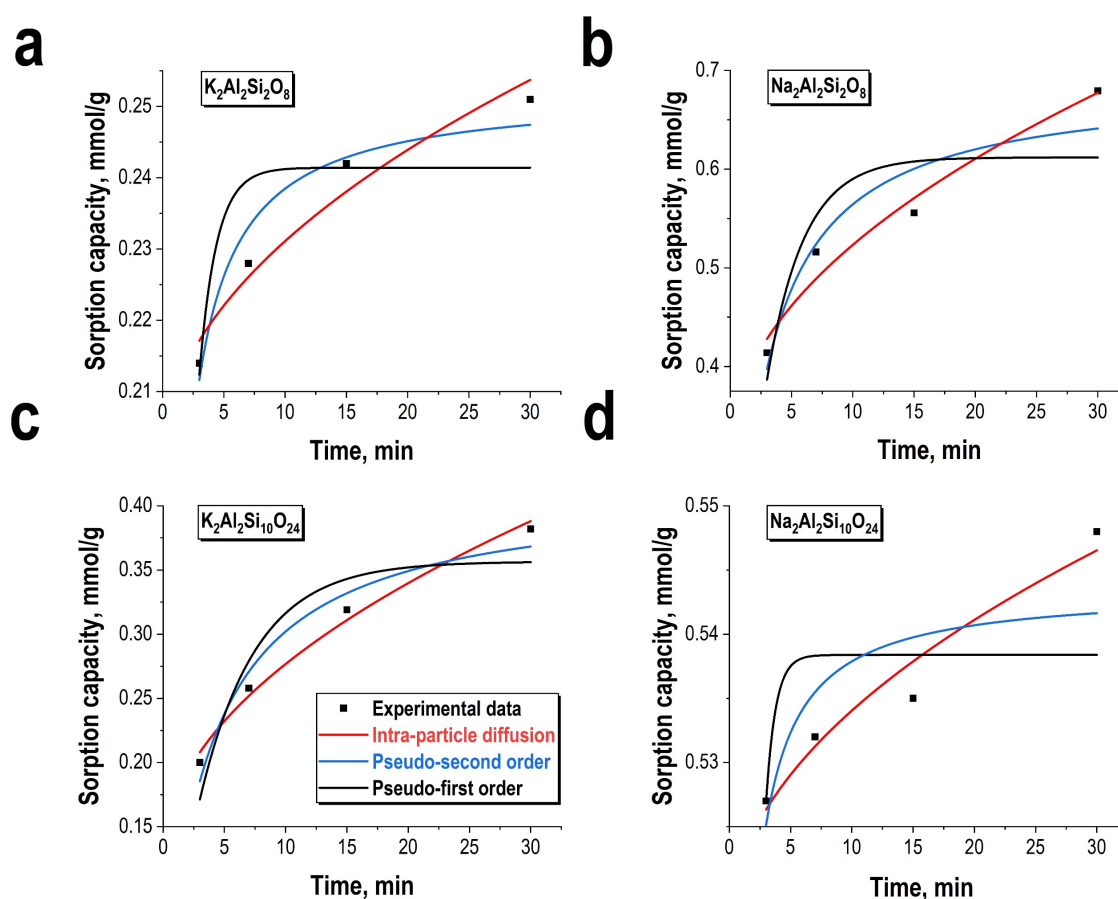 a
K₂Al₂Si₂O₈
Sorption capacity, mmol/g
0.25
0.24
0.23
0.22
0.21
0 5 10 15 20 25 30
Time, min
b
Na₂Al₂Si₂O₈
Sorption capacity, mmol/g
0.7
0.6
0.5
0.4
0 5 10 15 20 25 30
Time, min
c
K₂Al₂Si₁₀O₂₄
Sorption capacity, mmol/g
0.40
0.35
0.30
0.25
0.20
0.15
0 5 10 15 20 25 30
Time, min
Experimental data
Intra-particle diffusion
Pseudo-second order
Pseudo-first order
d
Na₂Al₂Si₁₀O₂₄
Sorption capacity, mmol/g
0.55
0.54
0.53
0 5 10 15 20 25 30
Time, min